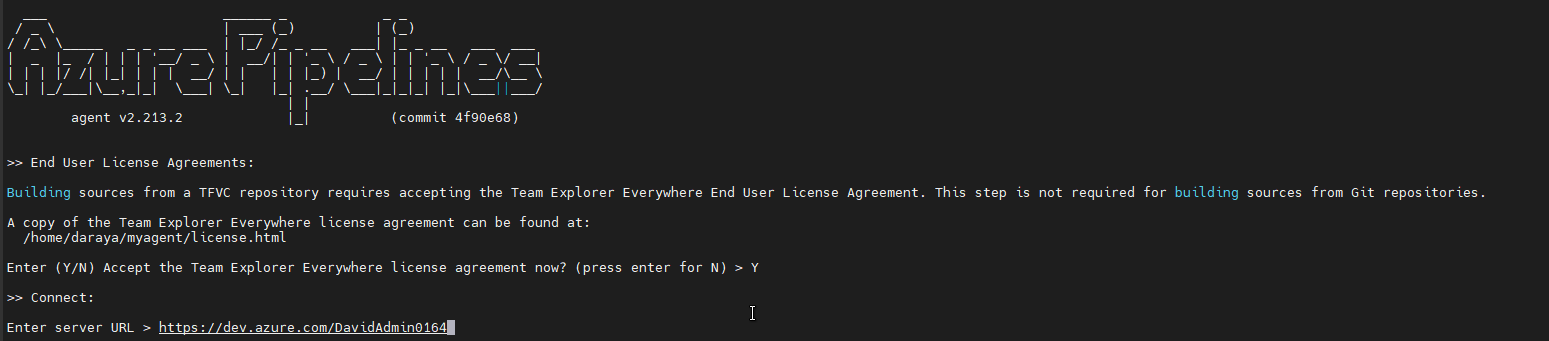 Azure Pipelines
agent v2.213.2 (commit 4f90e68)
>> End User License Agreements:
Building sources from a TFVC repository requires accepting the Team Explorer Everywhere End User License Agreement. This step is not required for building sources from Git repositories.
A copy of the Team Explorer Everywhere license agreement can be found at:
/home/daraya/myagent/license.html
Enter (Y/N) Accept the Team Explorer Everywhere license agreement now? (press enter for N) > Y
>> Connect:
Enter server URL > https://dev.azure.com/DavidAdmin0164